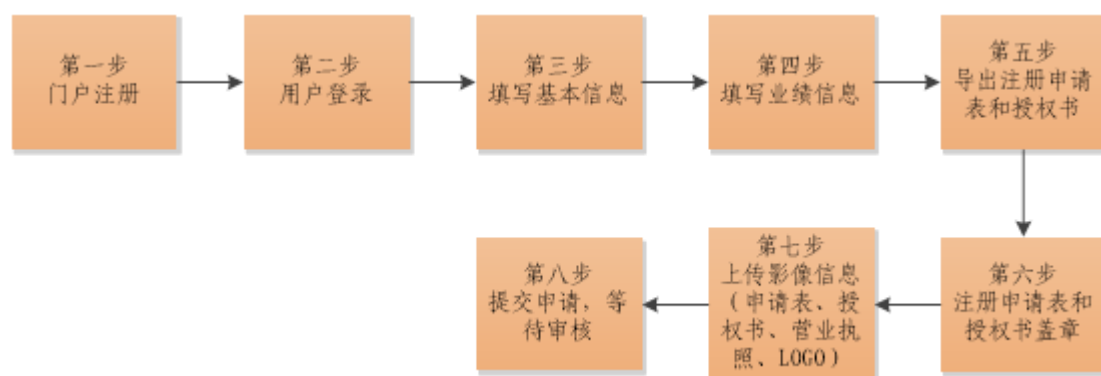 第一步
门户注册
第二步
用户登录
第三步
填写基本信息
第四步
填写业绩信息
第五步
导出注册申请
表和授权书
第六步
注册申请表和
授权书盖章
第七步
上传影像信息
（申请表、授
权书、营业执
照、LOGO）
第八步
提交申请，等
待审核